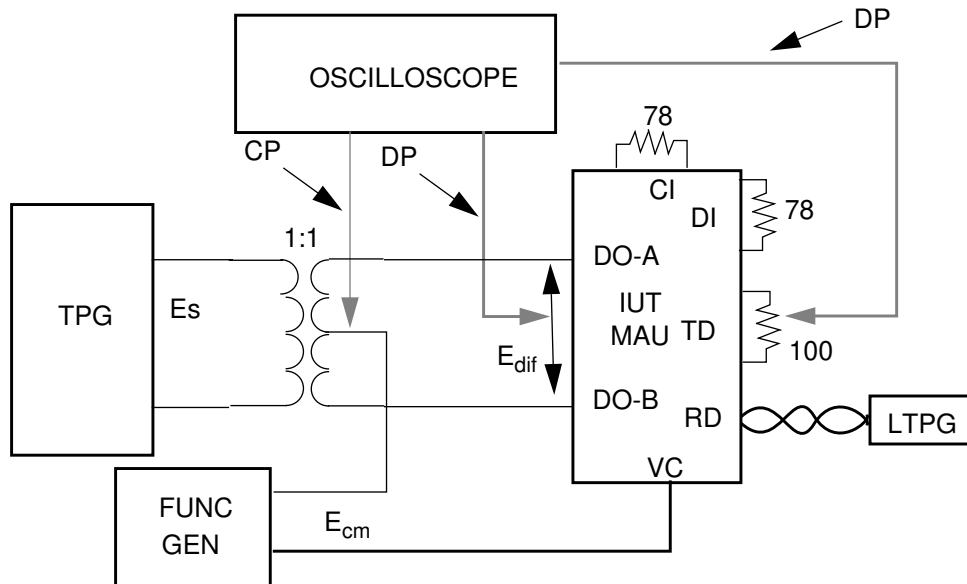 DP
OSCILLOSCOPE
78
CP
DP
CI
DI
78
1:1
DO-A
TPG
Es
IUT
MAU
TD
Edif
100
DO-B
RD
LTPG
VC
FUNC
GEN
Ecm